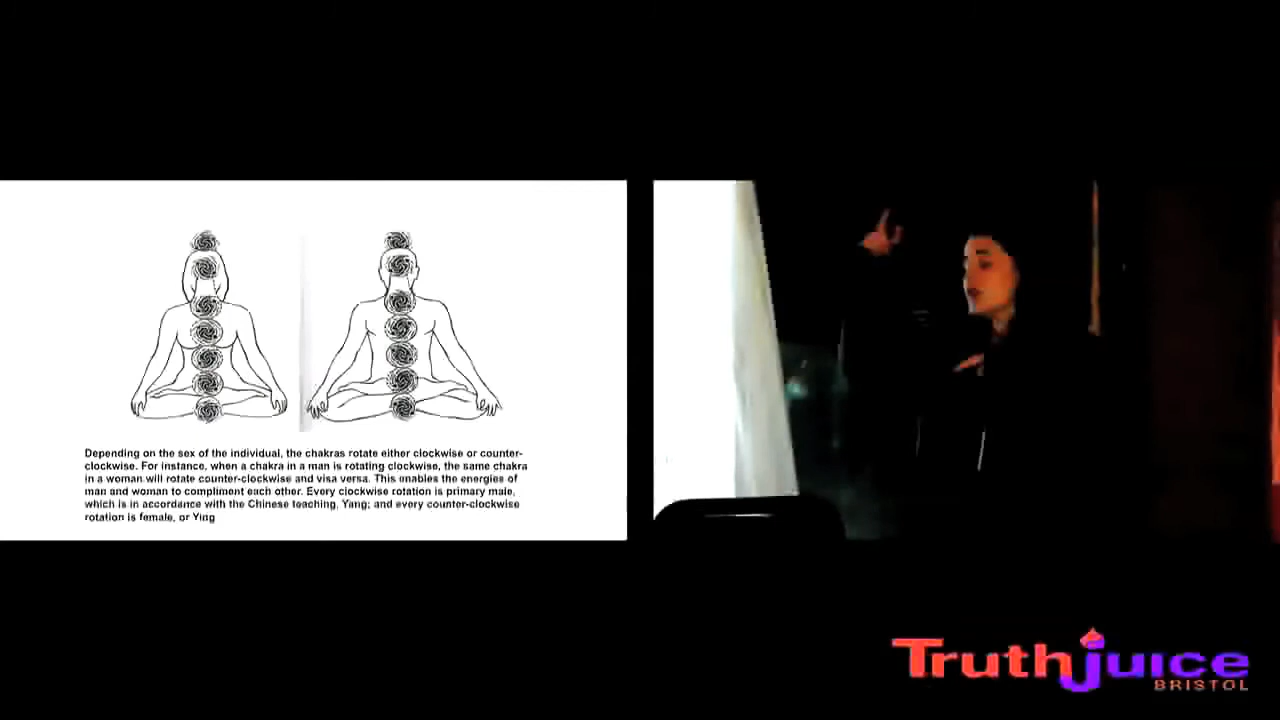 Depending on the sex of the individual, the chakras rotate either clockwise or counter-
clockwise. For instance, when a chakra in a man is rotating clockwise, the same chakra
in a woman will rotate counter-clockwise and visa versa. This enables the energies of
man and woman to compliment each other. Every clockwise rotation is primary male,
which is in accordance with the Chinese teaching, Yang; and every counter-clockwise
rotation is female, or Ying
Truthjuice
BRISTOL